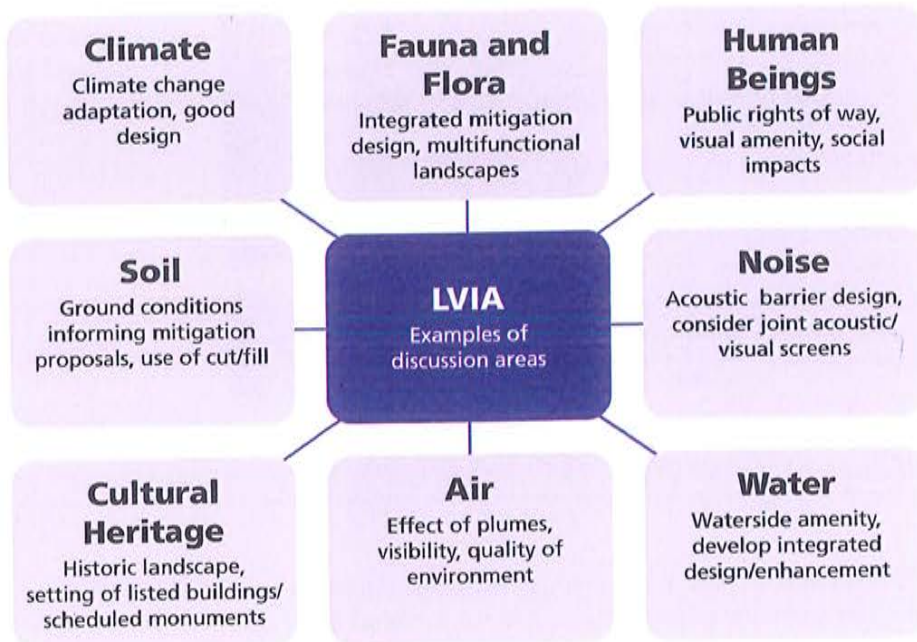 Climate
Climate change
adaptation, good
design
Fauna and
Flora
Integrated mitigation
design, multifunctional
landscapes
Human
Beings
Public rights of way,
visual amenity, social
impacts
Soil
Ground conditions
informing mitigation
proposals, use of cut/fill
LVIA
Examples of
discussion areas
Noise
Acoustic barrier design,
consider joint acoustic/
visual screens
Cultural
Heritage
Historic landscape,
setting of listed buildings/
scheduled monuments
Air
Effect of plumes,
visibility, quality of
environment
Water
Waterside amenity,
develop integrated
design/enhancement